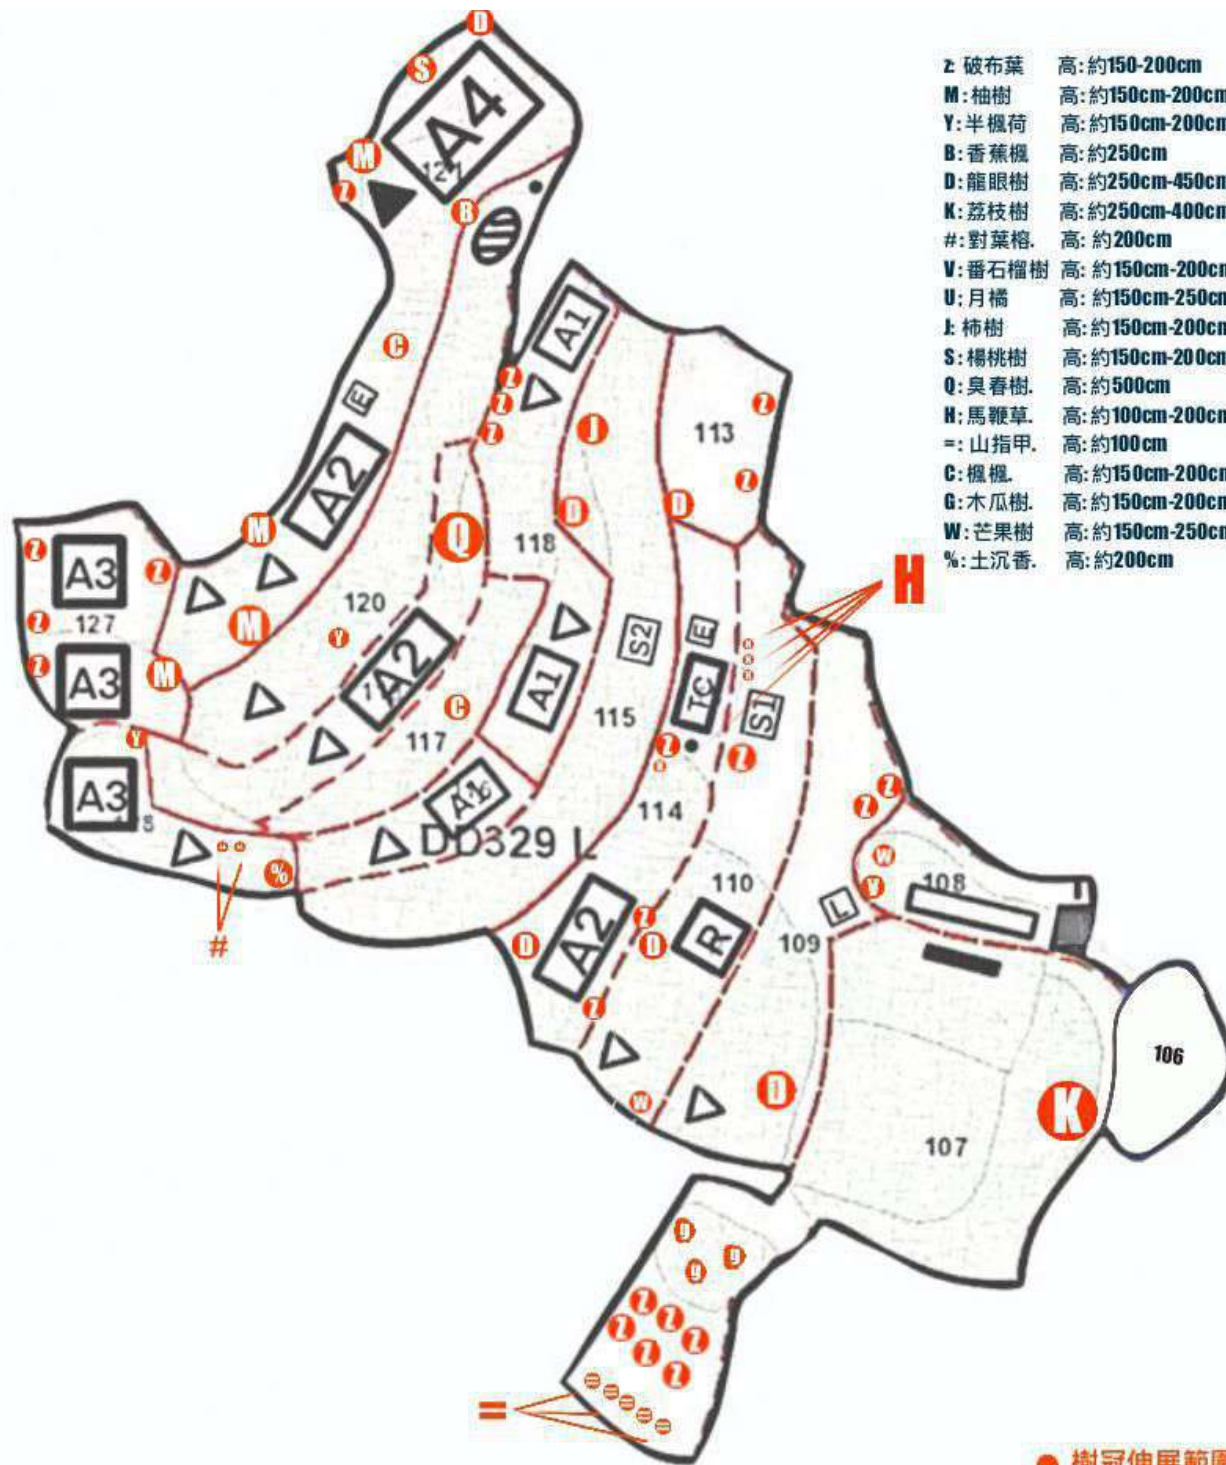 z: 破布葉 高:約150-200cm
M:柚樹 高:約150cm-200cm
Y:半楓荷 高:約150cm-200cm
B:香蕉楓 高:約250cm
D:龍眼樹 高:約250cm-450cm
K:荔枝樹 高:約250cm-400cm
#:對葉榕. 高:約200cm
V:番石榴樹 高:約150cm-200cm
U:月橘 高:約150cm-250cm
J:柿樹 高:約150cm-200cm
S:楊桃樹 高:約150cm-200cm
Q:臭春樹. 高:約500cm
H:馬鞭草. 高:約100cm-200cm
=:山指甲. 高:約100cm
C:楓楓. 高:約150cm-200cm
G:木瓜樹. 高:約150cm-200cm
W:芒果樹 高:約150cm-250cm
%:土沉香. 高:約200cm
D
S
A4
M
Z
B
A1
C
Z
Z
E
Z
J
113
Z
Z
A2
D
D
M
Q
118
Z
A3
Z
H
120
M
Y
Z
127
A2
S2
E
Z
A3
M
C
A1
TC
S1
115
117
Y
Z
Z
A3
A1
114
Z
Z
DD329 L
W
%
110
V
108
#
A2
Z
D
D
R
L
109
Z
106
D
K
W
107
g
g
g
Z
Z
Z
Z
Z
Z
=
樹冠伸展範圍